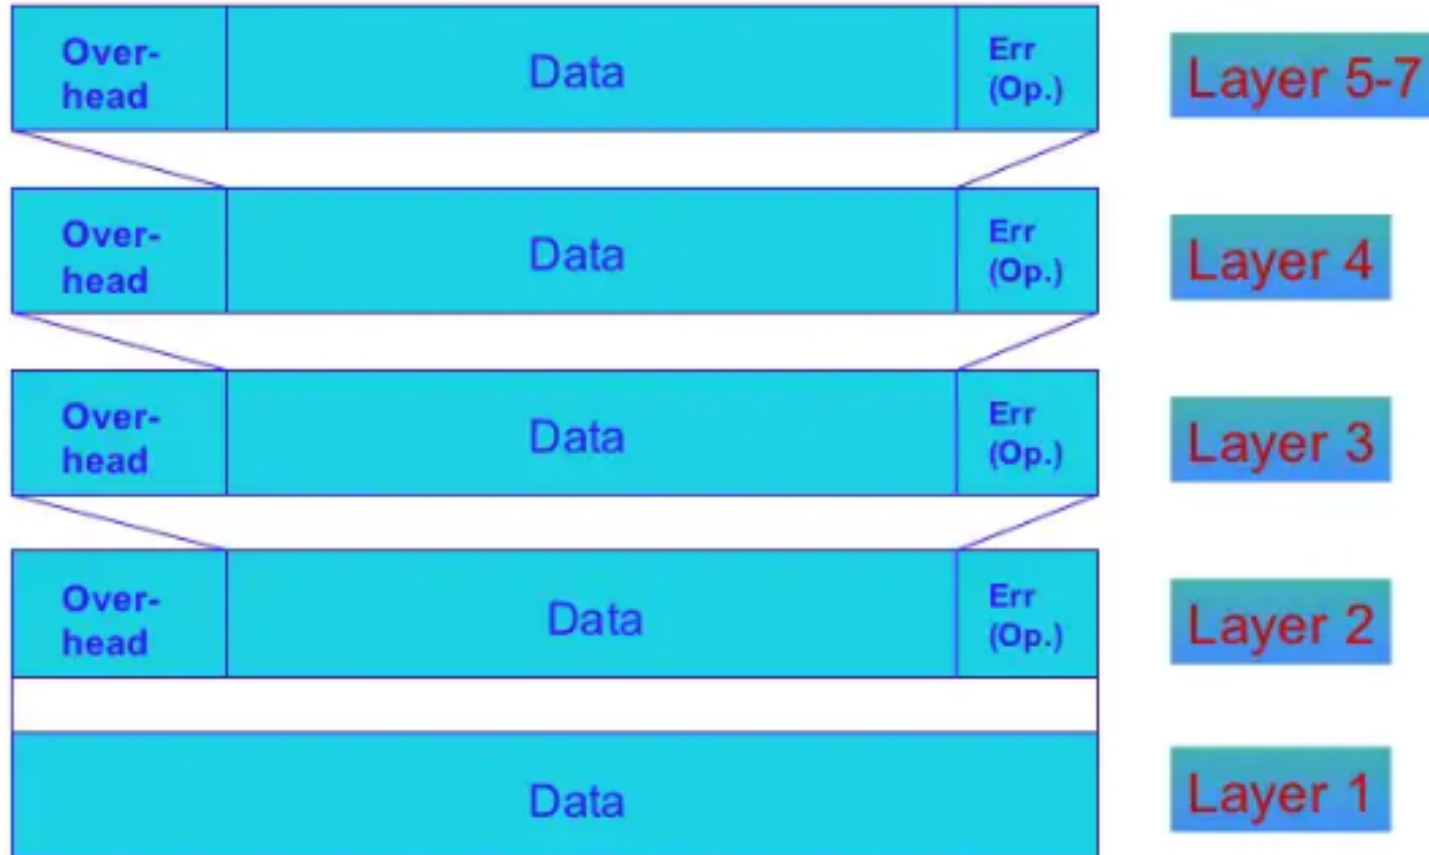 Over-
head
Data
Err
(Op.)
Layer 5-7
Over-
head
Data
Err
(Op.)
Layer 4
Over-
head
Data
Err
(Op.)
Layer 3
Over-
head
Data
Err
(Op.)
Layer 2
Data
Layer 1